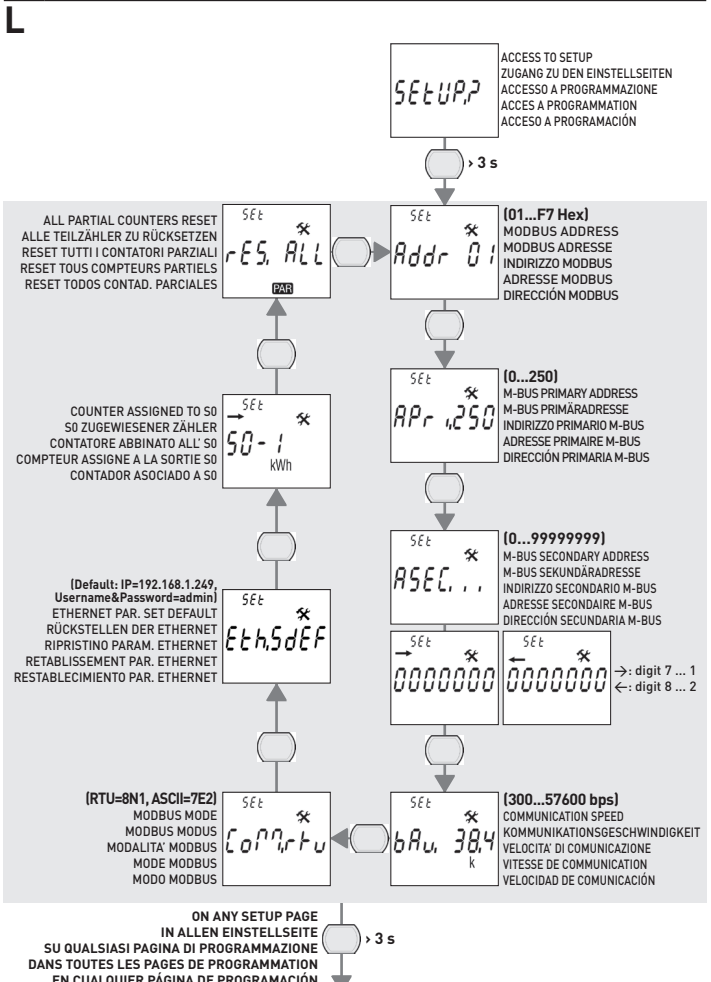 L
SEtUP,?
ACCESS TO SETUP
ZUGANG ZU DEN EINSTELLSEITEN
ACCESSO A PROGRAMMAZIONE
ACCES A PROGRAMMATION
ACCESO A PROGRAMACIÓN
› 3 s
ALL PARTIAL COUNTERS RESET
ALLE TEILZÄHLER ZU RÜCKSETZEN
RESET TUTTI I CONTATORI PARZIALI
RESET TOUS COMPTEURS PARTIELS
RESET TODOS CONTAD. PARCIALES
SEt
rES, ALL
PAR
SEt
Addr 01
(01...F7 Hex)
MODBUS ADDRESS
MODBUS ADRESSE
INDIRIZZO MODBUS
ADRESSE MODBUS
DIRECCIÓN MODBUS
SEt
APr ,250
(0...250)
M-BUS PRIMARY ADDRESS
M-BUS PRIMÄRADRESSE
INDIRIZZO PRIMARIO M-BUS
ADRESSE PRIMAIRE M-BUS
DIRECCIÓN PRIMARIA M-BUS
COUNTER ASSIGNED TO S0
S0 ZUGEWIESENER ZÄHLER
CONTATORE ABBINATO ALL' S0
COMPTEUR ASSIGNE A LA SORTIE S0
CONTADOR ASOCIADO A S0
→ SEt
S0-1
kWh
SEt
ASEC, . .
(0...99999999)
M-BUS SECONDARY ADDRESS
M-BUS SEKUNDÄRADRESSE
INDIRIZZO SECONDARIO M-BUS
ADRESSE SECONDAIRE M-BUS
DIRECCIÓN SECUNDARIA M-BUS
(Default: IP=192.168.1.249,
Username&Password=admin)
ETHERNET PAR. SET DEFAULT
RÜCKSTELLEN DER ETHERNET
RIPRISTINO PARAM. ETHERNET
RETABLISSEMENT PAR. ETHERNET
RESTABLECIMIENTO PAR. ETHERNET
SEt
Eth,SdEF
→ SEt
0000000
← SEt
0000000
→: digit 7 ... 1
←: digit 8 ... 2
(RTU=8N1, ASCII=7E2)
MODBUS MODE
MODBUS MODUS
MODALITA' MODBUS
MODE MODBUS
MODO MODBUS
SEt
CoM,rtu
SEt
bAu, 38,4
k
(300...57600 bps)
COMMUNICATION SPEED
KOMMUNIKATIONSGESCHWINDIGKEIT
VELOCITA' DI COMUNICAZIONE
VITESSE DE COMMUNICATION
VELOCIDAD DE COMUNICACIÓN
ON ANY SETUP PAGE
IN ALLEN EINSTELLSEITE
SU QUALSIASI PAGINA DI PROGRAMMAZIONE
DANS TOUTES LES PAGES DE PROGRAMMATION
EN CUALQUIER PÁGINA DE PROGRAMACIÓN
› 3 s